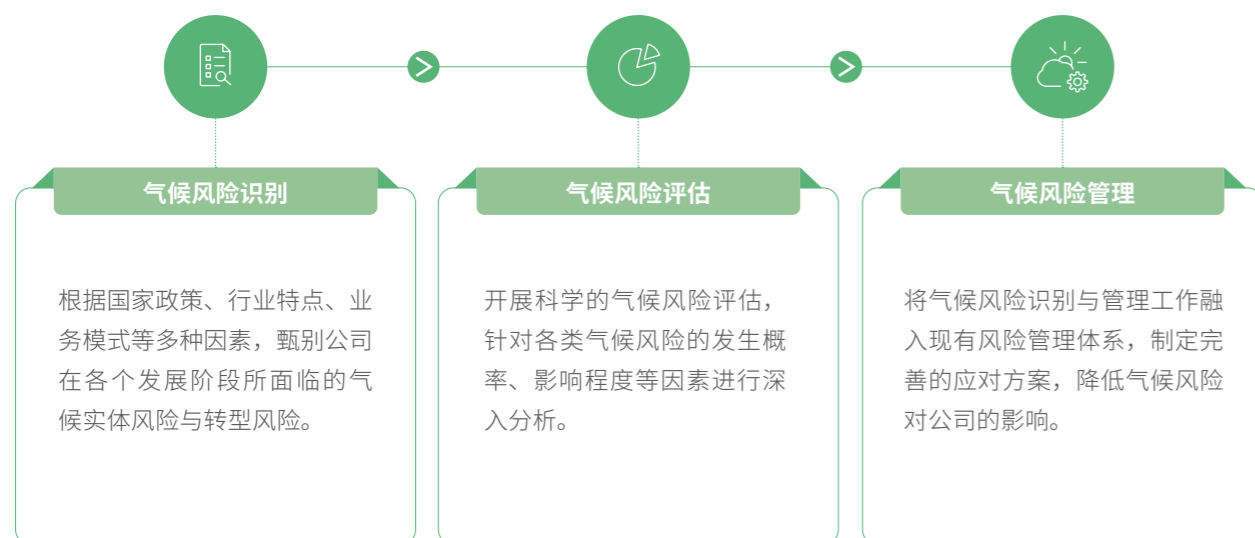 气候风险识别
根据国家政策、行业特点、业
务模式等多种因素，甄别公司
在各个发展阶段所面临的气
候实体风险与转型风险。
气候风险评估
开展科学的气候风险评估，
针对各类气候风险的发生概
率、影响程度等因素进行深
入分析。
气候风险管理
将气候风险识别与管理工作融
入现有风险管理体系，制定完
善的应对方案，降低气候风险
对公司的影响。